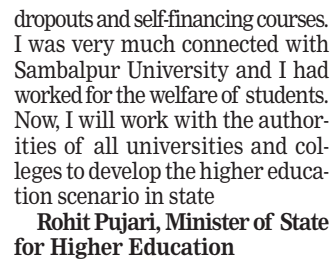 dropouts and self-financing courses.
I was very much connected with
Sambalpur University and I had
worked for the welfare of students.
Now, I will work with the author-
ities of all universities and col-
leges to develop the higher educa-
tion scenario in state
Rohit Pujari, Minister of State
for Higher Education